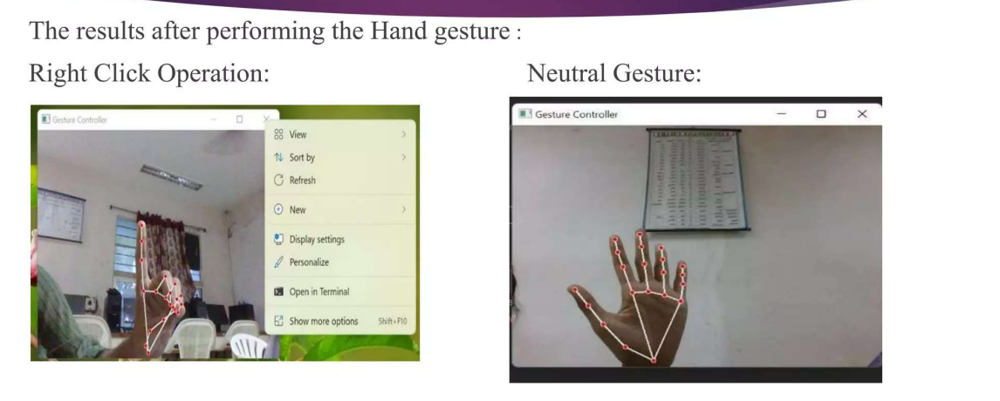 The results after performing the Hand gesture :
Right Click Operation:
Neutral Gesture:
Gesture Controller
View
Sort by
Refresh
New
Display settings
Personalize
Open in Terminal
Show more options Shift+F10
Gesture Controller